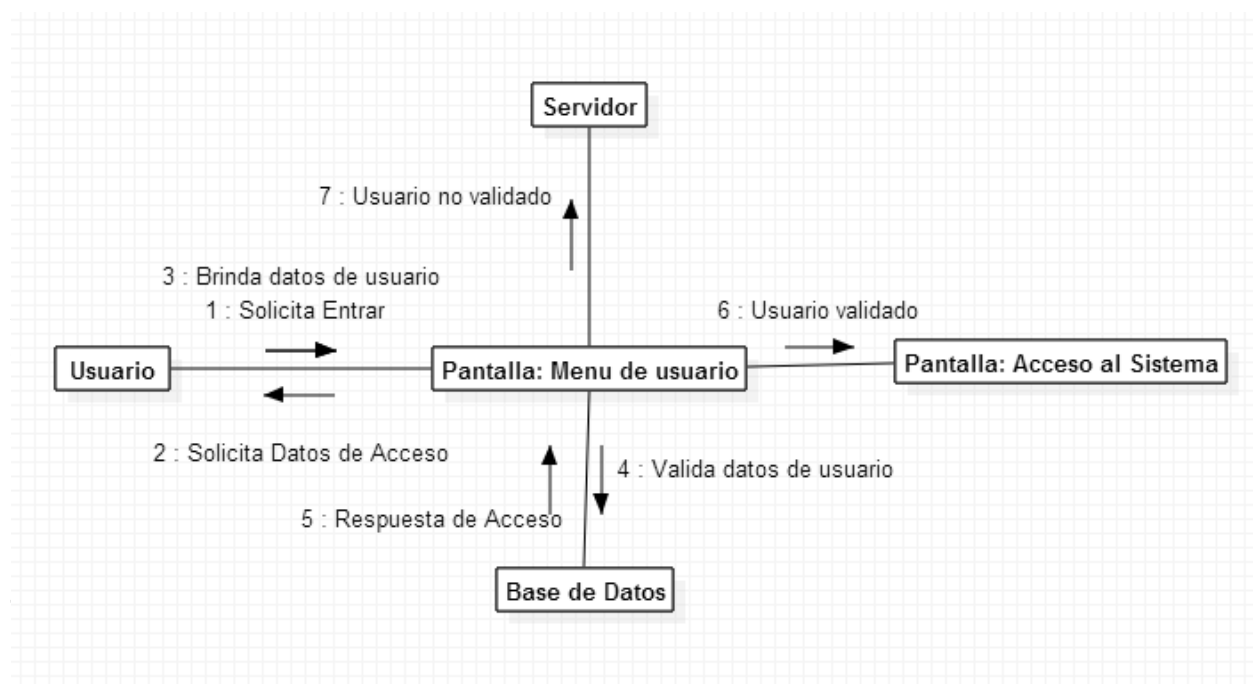 Servidor
7 : Usuario no validado
3 : Brinda datos de usuario
1 : Solicita Entrar
6 : Usuario validado
Usuario
Pantalla: Menu de usuario
Pantalla: Acceso al Sistema
2 : Solicita Datos de Acceso
4 : Valida datos de usuario
5 : Respuesta de Acceso
Base de Datos